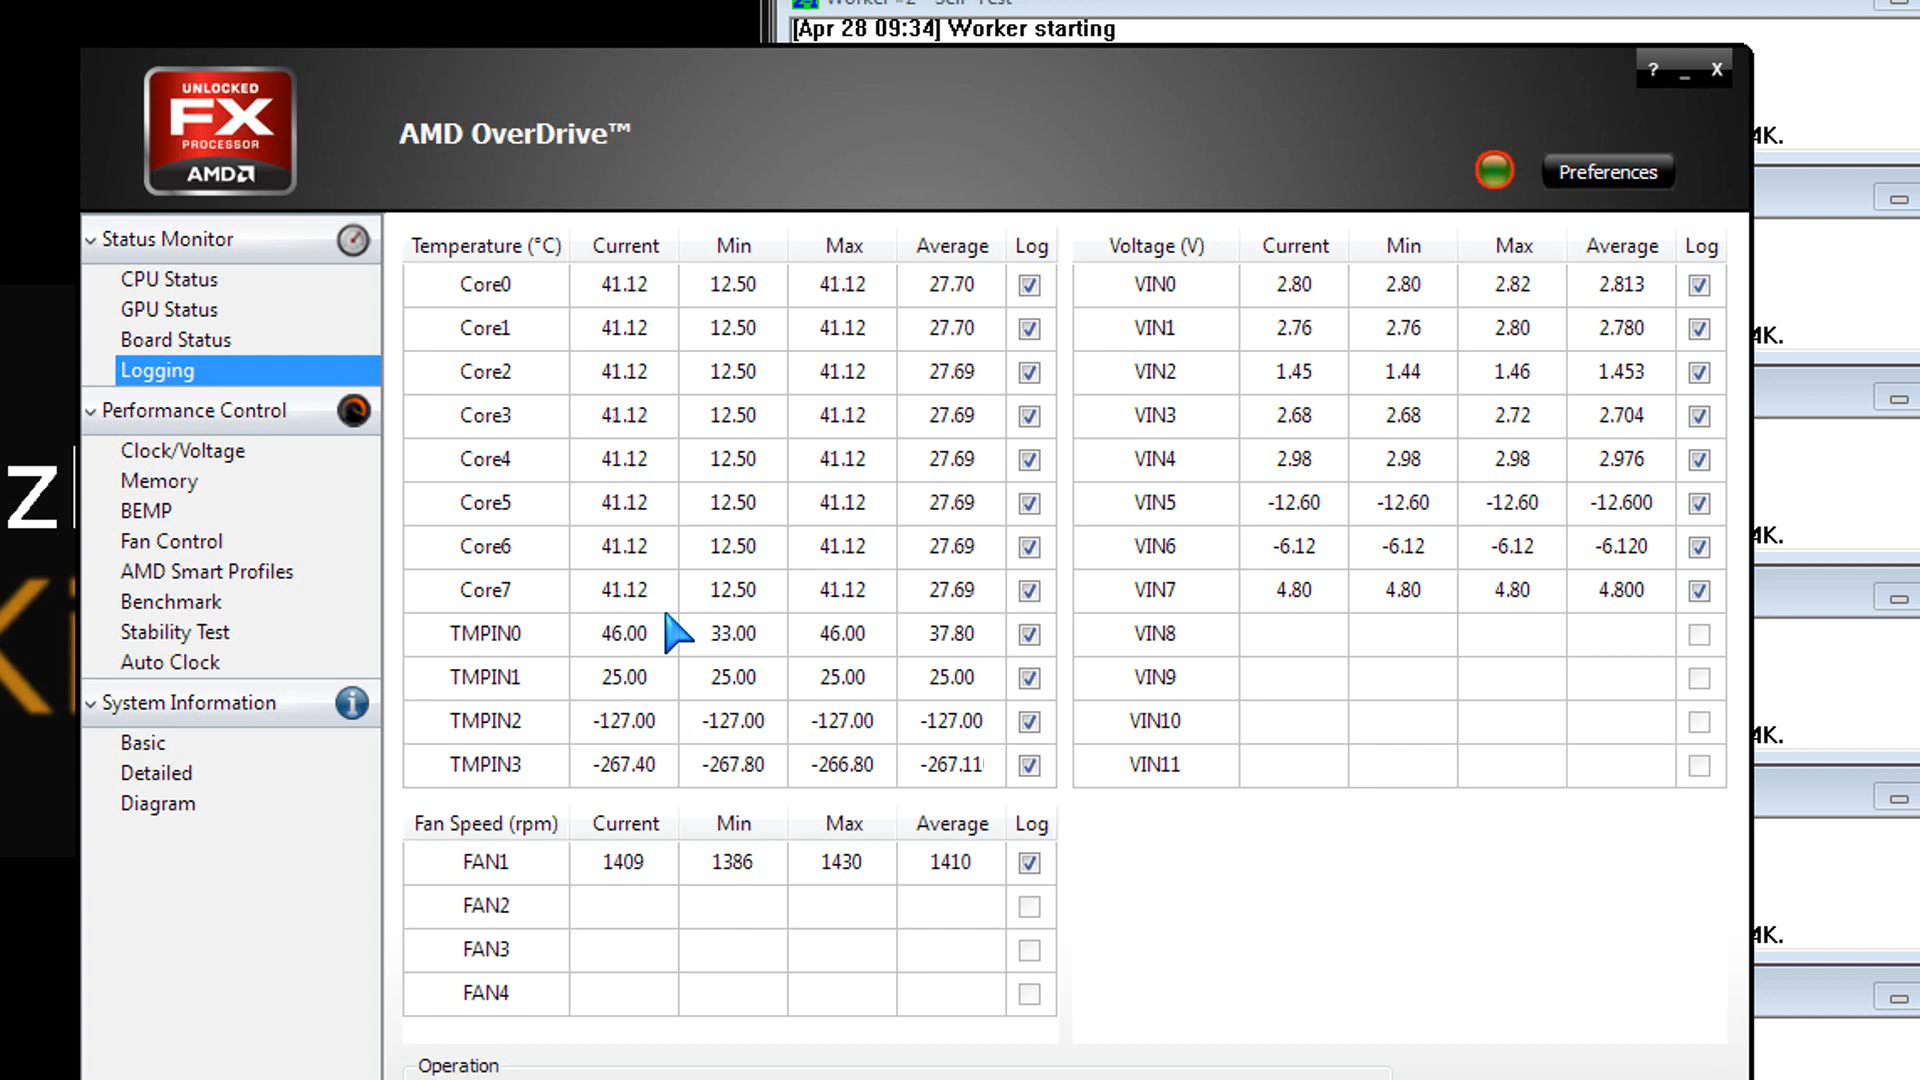 [Apr 28 09:34] Worker starting
UNLOCKED
FX
PROCESSOR
AMD
AMD OverDrive™
? _ X
Preferences
Status Monitor
CPU Status
GPU Status
Board Status
Logging
Performance Control
Clock/Voltage
Memory
BEMP
Fan Control
AMD Smart Profiles
Benchmark
Stability Test
Auto Clock
System Information
Basic
Detailed
Diagram
Temperature (°C) Current Min Max Average Log
Core0 41.12 12.50 41.12 27.70
Core1 41.12 12.50 41.12 27.70
Core2 41.12 12.50 41.12 27.69
Core3 41.12 12.50 41.12 27.69
Core4 41.12 12.50 41.12 27.69
Core5 41.12 12.50 41.12 27.69
Core6 41.12 12.50 41.12 27.69
Core7 41.12 12.50 41.12 27.69
TMPIN0 46.00 33.00 46.00 37.80
TMPIN1 25.00 25.00 25.00 25.00
TMPIN2 -127.00 -127.00 -127.00 -127.00
TMPIN3 -267.40 -267.80 -266.80 -267.11
Voltage (V) Current Min Max Average Log
VIN0 2.80 2.80 2.82 2.813
VIN1 2.76 2.76 2.80 2.780
VIN2 1.45 1.44 1.46 1.453
VIN3 2.68 2.68 2.72 2.704
VIN4 2.98 2.98 2.98 2.976
VIN5 -12.60 -12.60 -12.60 -12.600
VIN6 -6.12 -6.12 -6.12 -6.120
VIN7 4.80 4.80 4.80 4.800
VIN8
VIN9
VIN10
VIN11
Fan Speed (rpm) Current Min Max Average Log
FAN1 1409 1386 1430 1410
FAN2
FAN3
FAN4
Operation
4K.
4K.
4K.
4K.
4K.
z
Ki